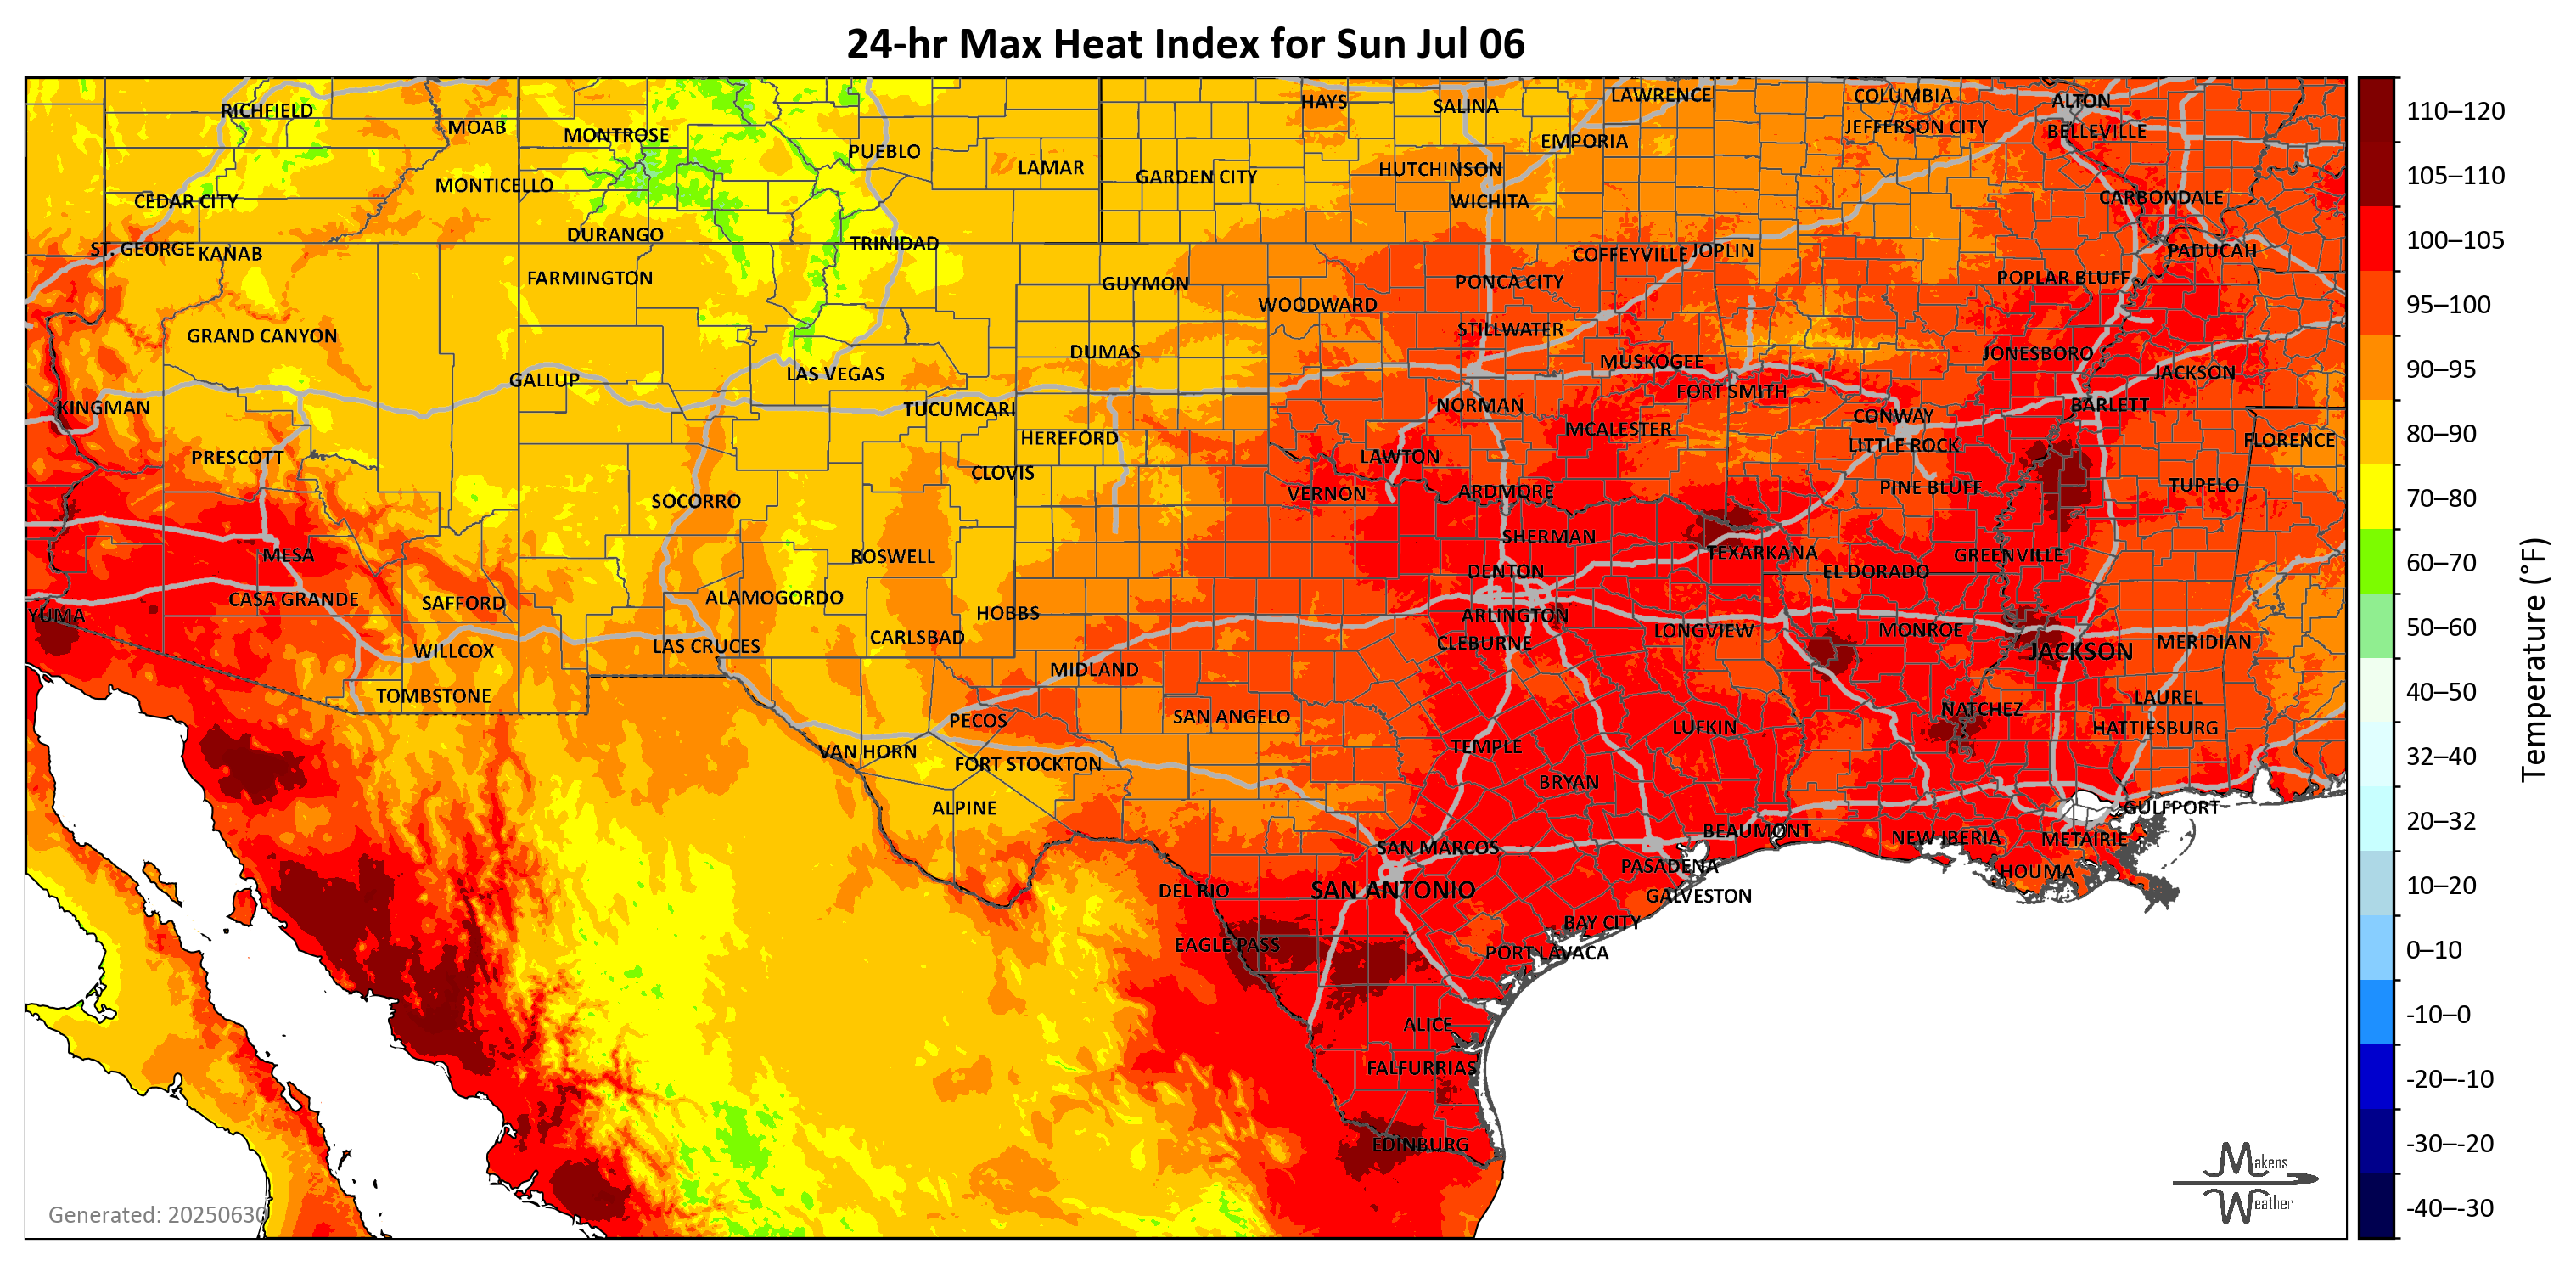 24-hr Max Heat Index for Sun Jul 06
RICHFIELD
MOAB
MONTROSE
PUEBLO
LAMAR
HAYS
SALINA
LAWRENCE
COLUMBIA
ALTON
EMPORIA
JEFFERSON CITY
BELLEVILLE
MONTICELLO
GARDEN CITY
HUTCHINSON
CEDAR CITY
WICHITA
CARBONDALE
DURANGO
TRINIDAD
ST. GEORGE
KANAB
COFFEYVILLE
JOPLIN
PADUCAH
FARMINGTON
GUYMON
PONCA CITY
POPLAR BLUFF
WOODWARD
GRAND CANYON
STILLWATER
DUMAS
MUSKOGEE
JONESBORO
GALLUP
LAS VEGAS
FORT SMITH
JACKSON
KINGMAN
TUCUMCARI
NORMAN
CONWAY
BARLETT
HEREFORD
MCALESTER
LITTLE ROCK
FLORENCE
PRESCOTT
CLOVIS
LAWTON
SOCORRO
VERNON
ARDMORE
PINE BLUFF
TUPELO
MESA
ROSWELL
SHERMAN
TEXARKANA
GREENVILLE
DENTON
EL DORADO
CASA GRANDE
SAFFORD
ALAMOGORDO
HOBBS
YUMA
ARLINGTON
WILLCOX
LAS CRUCES
CARLSBAD
CLEBURNE
LONGVIEW
MONROE
JACKSON
MERIDIAN
MIDLAND
TOMBSTONE
LAUREL
PECOS
SAN ANGELO
LUFKIN
NATCHEZ
HATTIESBURG
VAN HORN
FORT STOCKTON
TEMPLE
BRYAN
ALPINE
GULFPORT
SAN MARCOS
BEAUMONT
NEW IBERIA
METAIRIE
DEL RIO
SAN ANTONIO
PASADENA
HOUMA
GALVESTON
EAGLE PASS
BAY CITY
PORT LAVACA
ALICE
FALFURRIAS
EDINBURG
Generated: 20250630
Makens
Weather
110–120
105–110
100–105
95–100
90–95
80–90
70–80
60–70
50–60
40–50
32–40
20–32
10–20
0–10
-10–0
-20–-10
-30–-20
-40–-30
Temperature (°F)